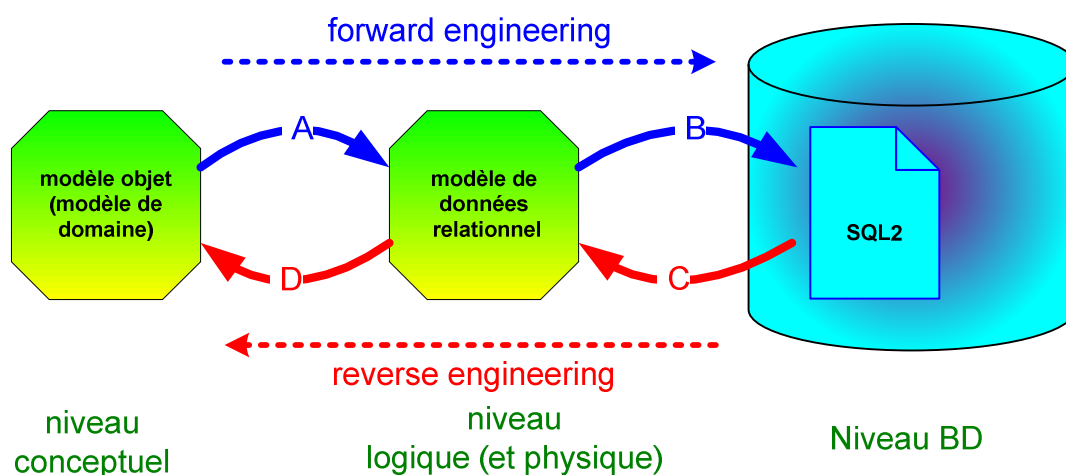 forward engineering
A
B
modèle objet
(modèle de
domaine)
modèle de
données
relationnel
SQL2
D
C
reverse engineering
niveau
conceptuel
niveau
logique (et physique)
Niveau BD